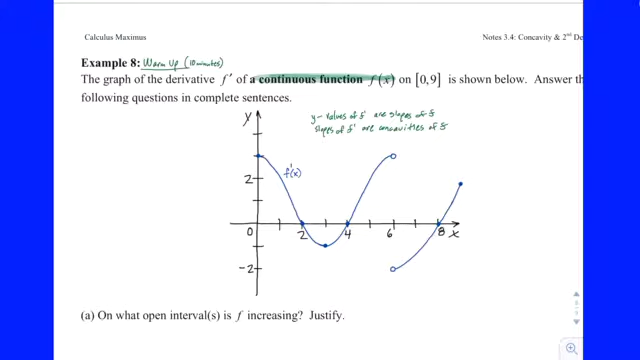 Calculus Maximus Notes 3.4: Concavity & 2nd De
Example 8: Warm Up (10 minutes)
The graph of the derivative f' of a continuous function f(x) on [0,9] is shown below. Answer th
following questions in complete sentences.
y-values of f' are slopes of f
slopes of f' are concavities of f
y
f'(x)
2
0 2 4 6 8 x
-2
(a) On what open interval(s) is f increasing? Justify.